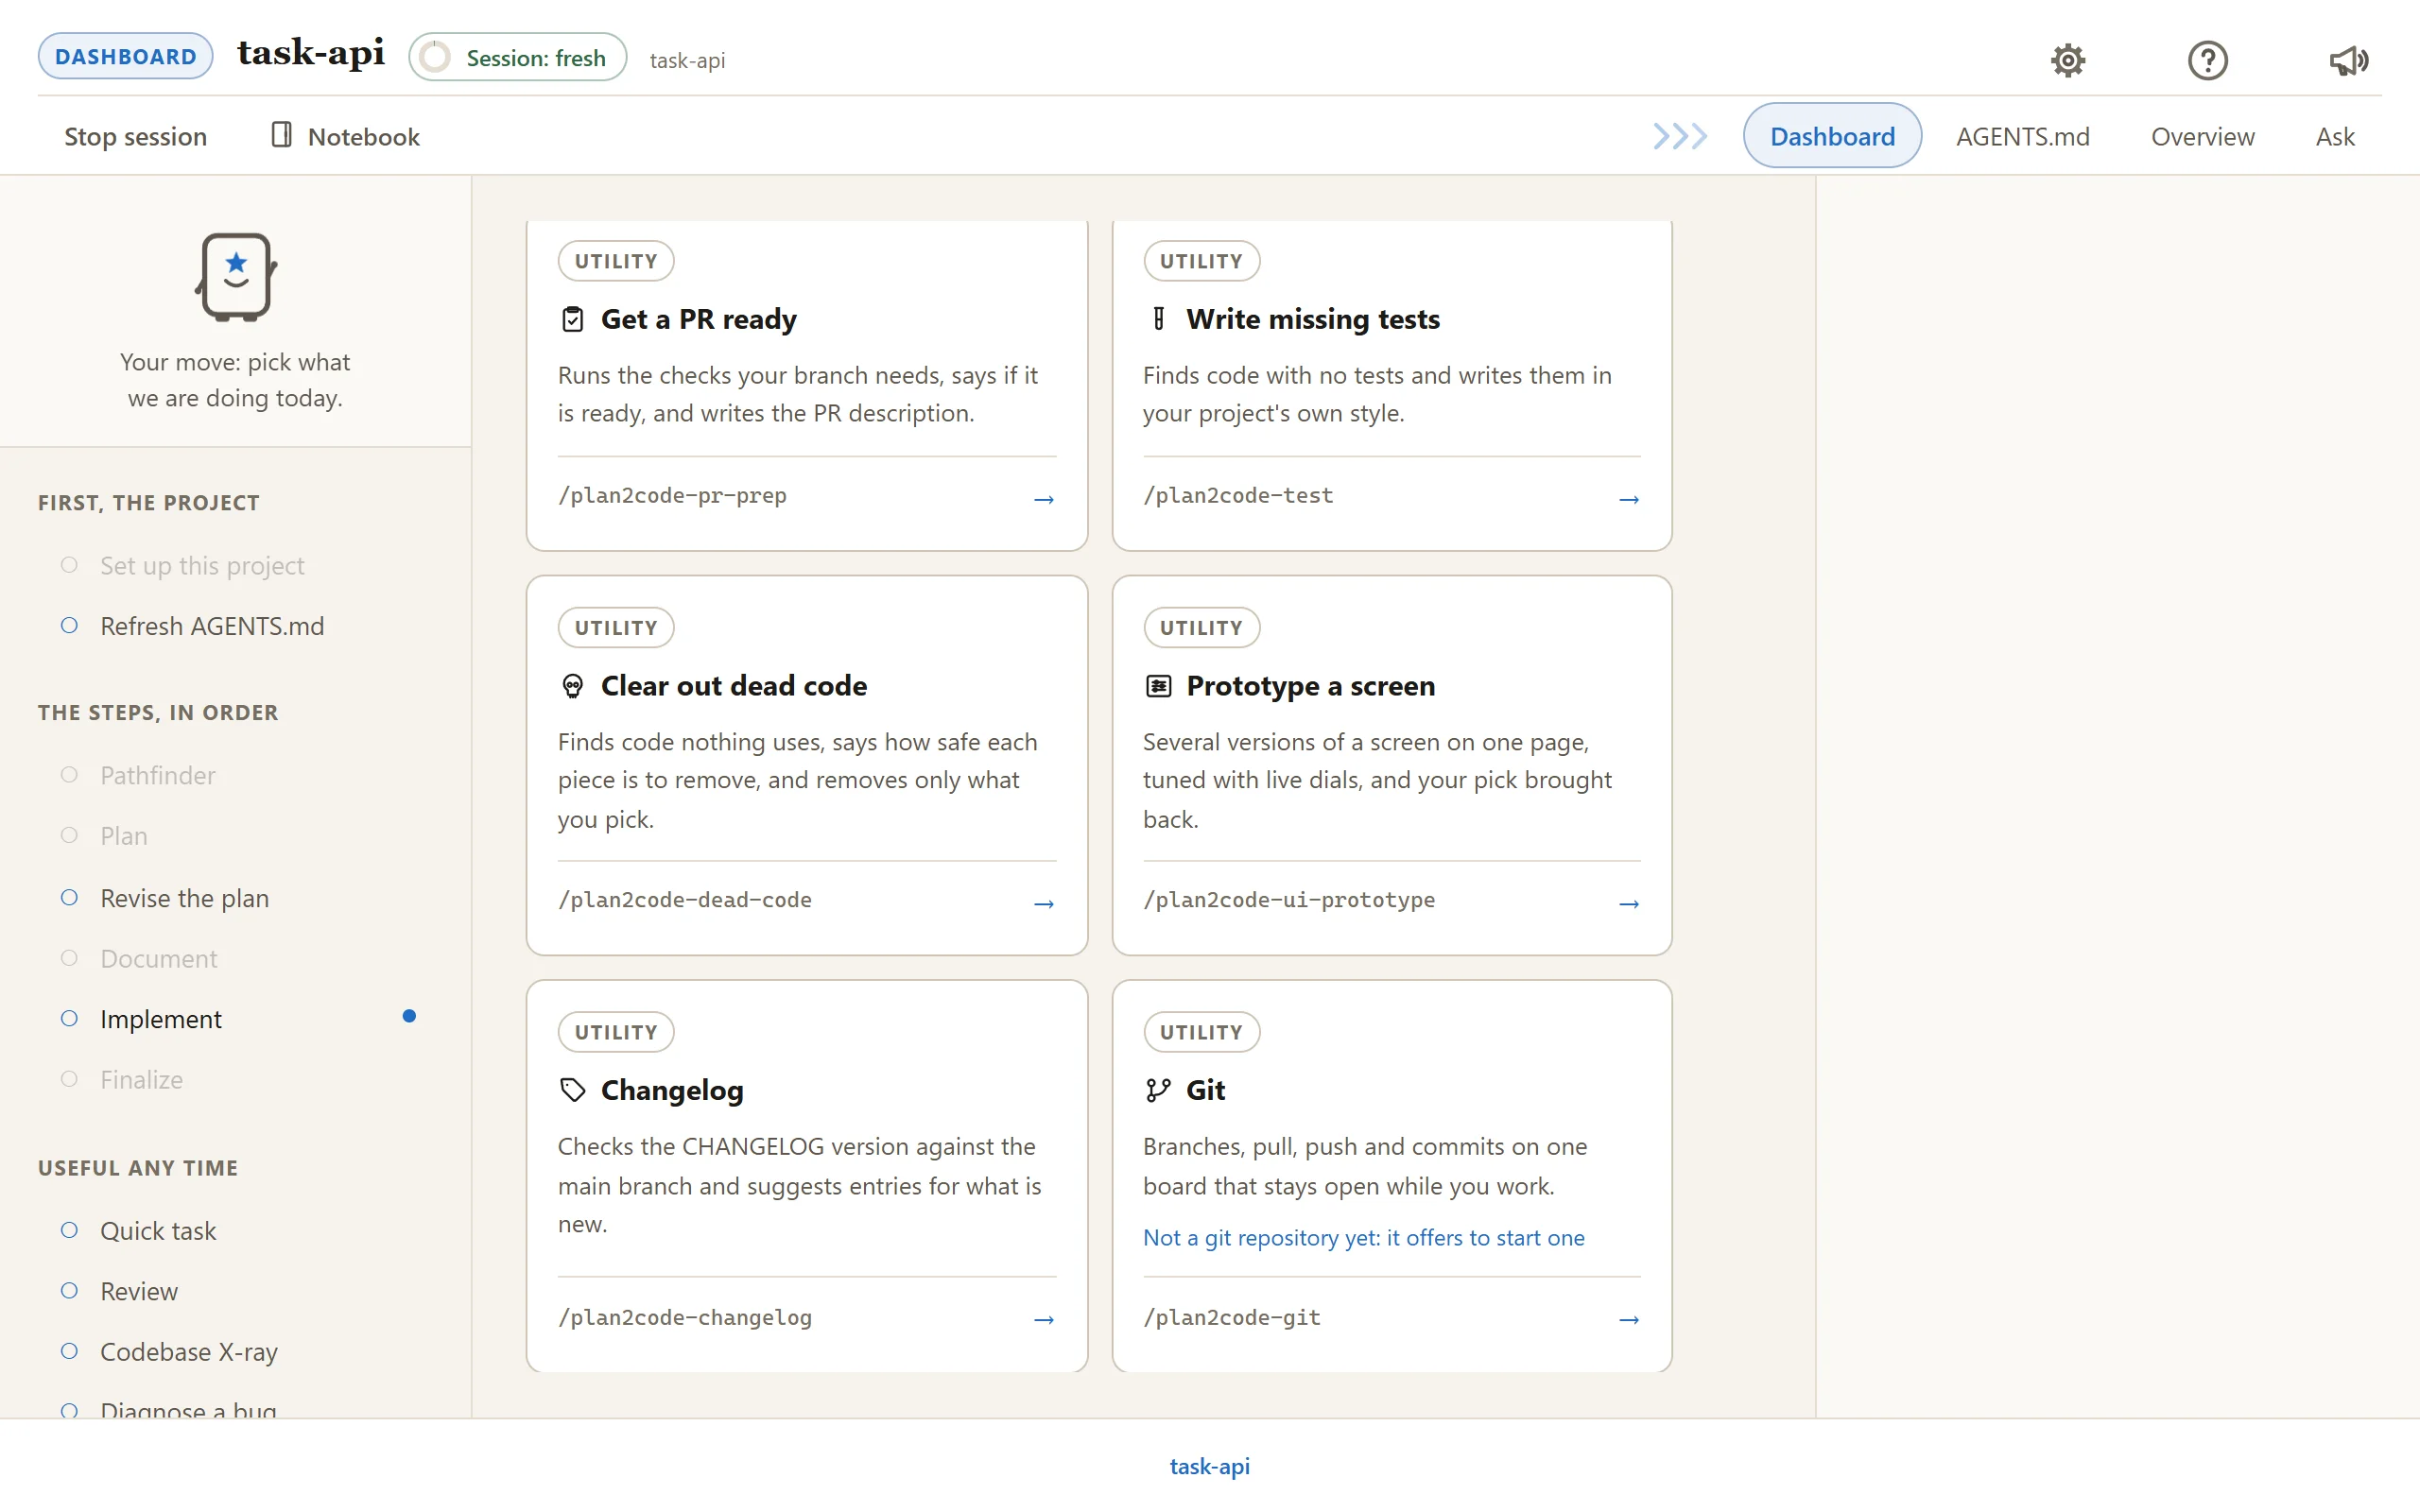 DASHBOARD task-api Session: fresh task-api
Stop session Notebook Dashboard AGENTS.md Overview Ask
Your move: pick what
we are doing today.
FIRST, THE PROJECT
Set up this project
Refresh AGENTS.md
THE STEPS, IN ORDER
Pathfinder
Plan
Revise the plan
Document
Implement
Finalize
USEFUL ANY TIME
Quick task
Review
Codebase X-ray
Diagnose a bug
UTILITY
Get a PR ready
Runs the checks your branch needs, says if it
is ready, and writes the PR description.
/plan2code-pr-prep →
UTILITY
Write missing tests
Finds code with no tests and writes them in
your project's own style.
/plan2code-test →
UTILITY
Clear out dead code
Finds code nothing uses, says how safe each
piece is to remove, and removes only what
you pick.
/plan2code-dead-code →
UTILITY
Prototype a screen
Several versions of a screen on one page,
tuned with live dials, and your pick brought
back.
/plan2code-ui-prototype →
UTILITY
Changelog
Checks the CHANGELOG version against the
main branch and suggests entries for what is
new.
/plan2code-changelog →
UTILITY
Git
Branches, pull, push and commits on one
board that stays open while you work.
Not a git repository yet: it offers to start one
/plan2code-git →
task-api